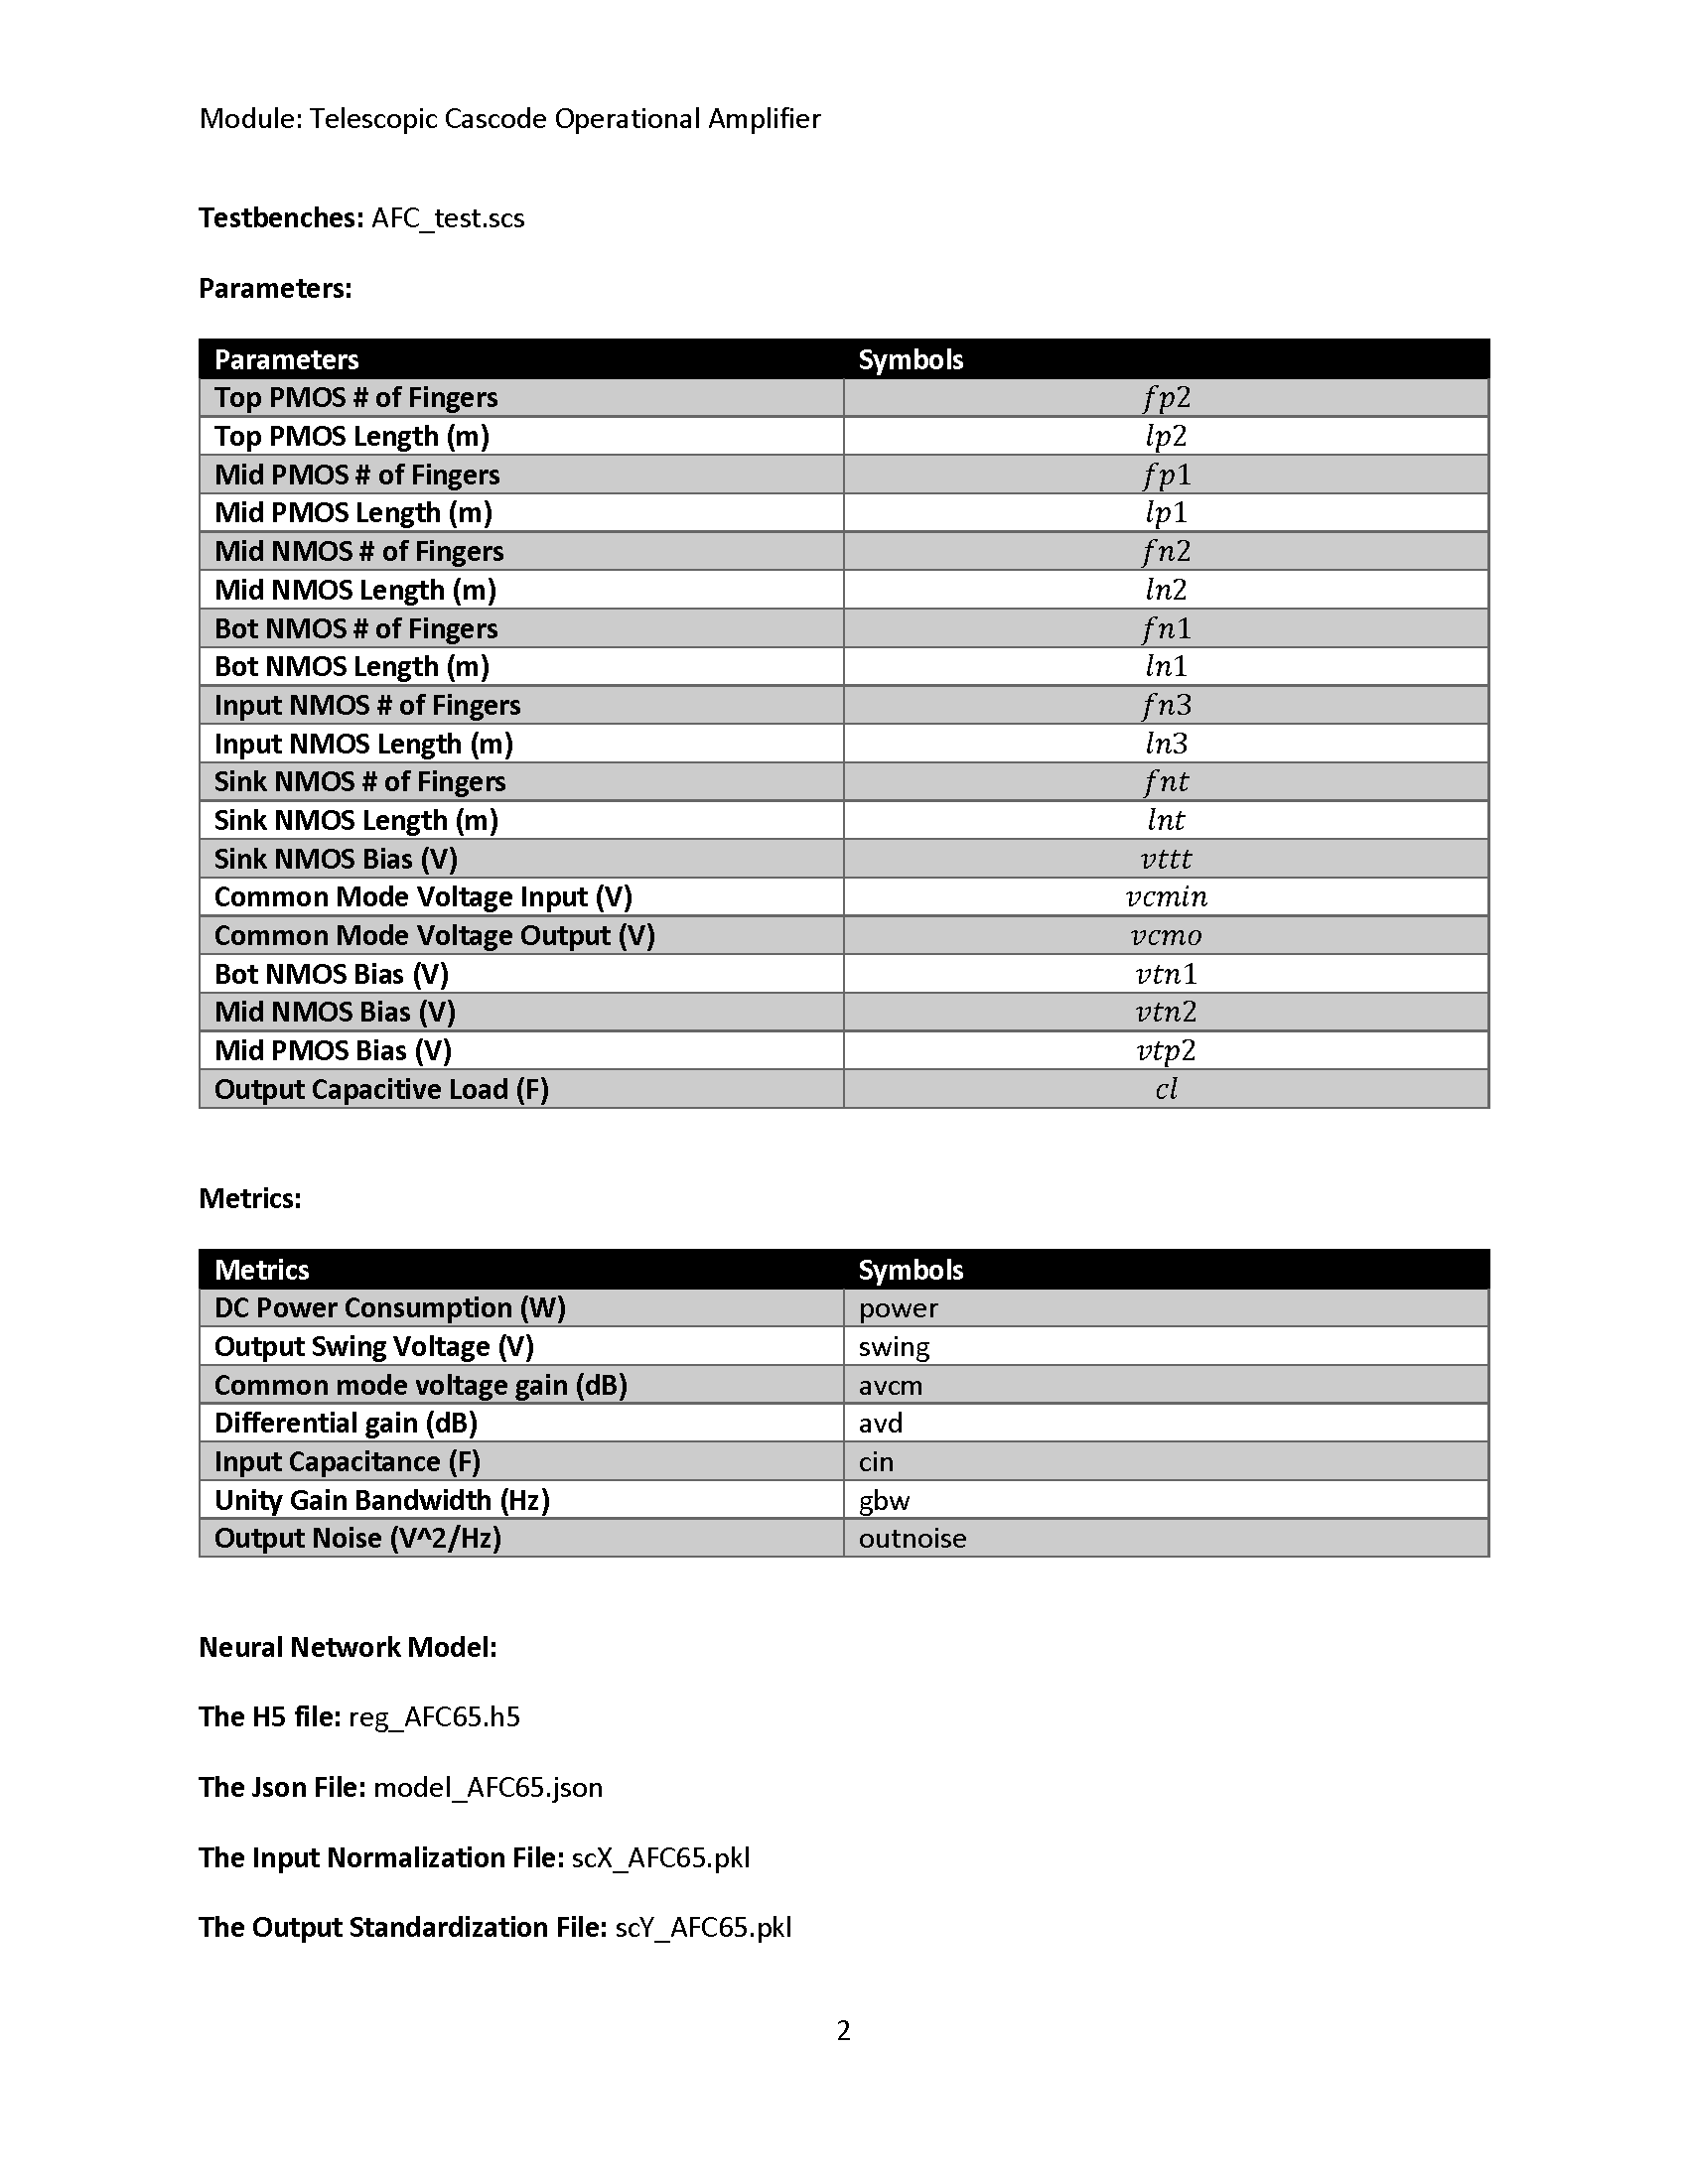 Module: Telescopic Cascode Operational Amplifier
Testbenches: AFC_test.scs
Parameters:
Parameters Symbols
Top PMOS # of Fingers fp2
Top PMOS Length (m) lp2
Mid PMOS # of Fingers fp1
Mid PMOS Length (m) lp1
Mid NMOS # of Fingers fn2
Mid NMOS Length (m) ln2
Bot NMOS # of Fingers fn1
Bot NMOS Length (m) ln1
Input NMOS # of Fingers fn3
Input NMOS Length (m) ln3
Sink NMOS # of Fingers fnt
Sink NMOS Length (m) lnt
Sink NMOS Bias (V) vttt
Common Mode Voltage Input (V) vcmin
Common Mode Voltage Output (V) vcmo
Bot NMOS Bias (V) vtn1
Mid NMOS Bias (V) vtn2
Mid PMOS Bias (V) vtp2
Output Capacitive Load (F) cl
Metrics:
Metrics Symbols
DC Power Consumption (W) power
Output Swing Voltage (V) swing
Common mode voltage gain (dB) avcm
Differential gain (dB) avd
Input Capacitance (F) cin
Unity Gain Bandwidth (Hz) gbw
Output Noise (V^2/Hz) outnoise
Neural Network Model:
The H5 file: reg_AFC65.h5
The Json File: model_AFC65.json
The Input Normalization File: scX_AFC65.pkl
The Output Standardization File: scY_AFC65.pkl
2